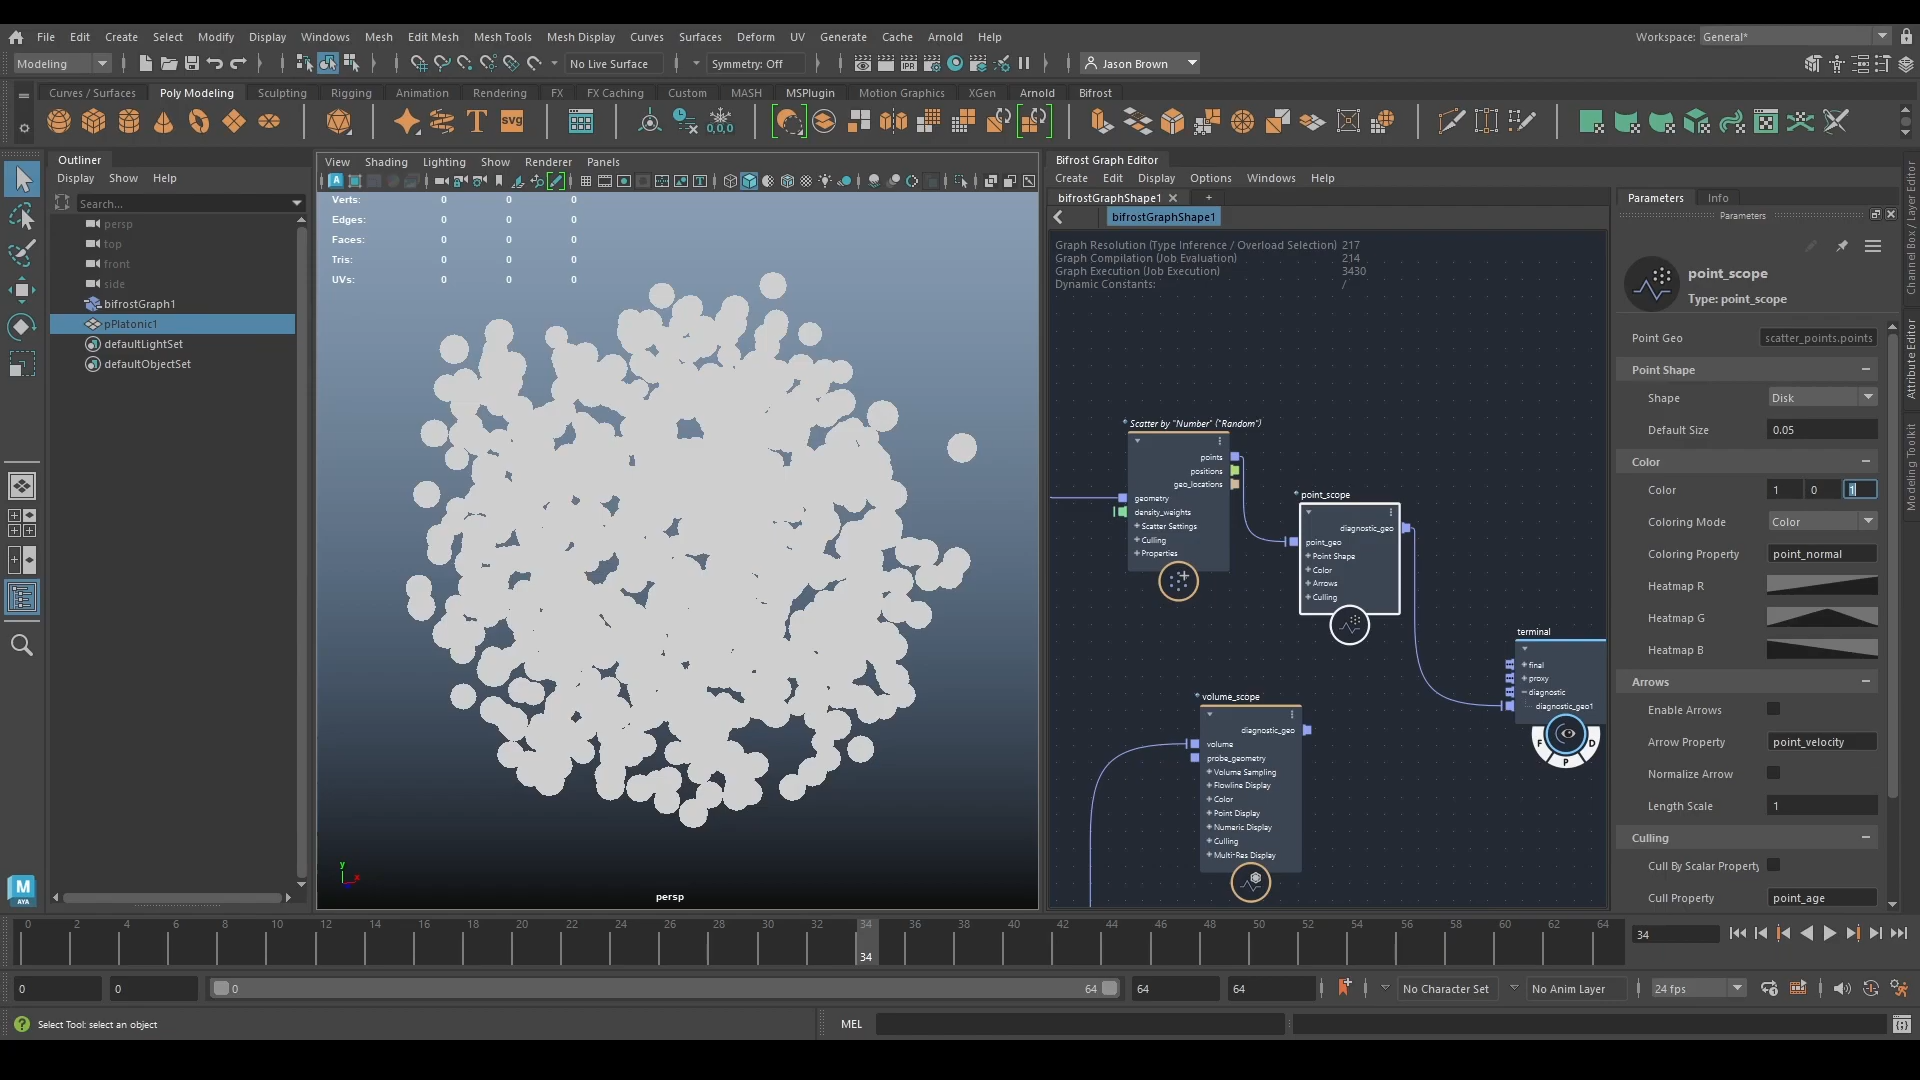 File Edit Create Select Modify Display Windows Mesh Edit Mesh Mesh Tools Mesh Display Curves Surfaces Deform UV Generate Cache Arnold Help
Workspace: General*
Modeling
No Live Surface
Symmetry: Off
Jason Brown
Curves / Surfaces Poly Modeling Sculpting Rigging Animation Rendering FX FX Caching Custom MASH MSPlugin Motion Graphics XGen Arnold Bifrost
T SVG
0,0,0
Outliner
Display Show Help
Search...
persp
top
front
side
bifrostGraph1
pPlatonic1
defaultLightSet
defaultObjectSet
View Shading Lighting Show Renderer Panels
Verts: 0 0 0
Edges: 0 0 0
Faces: 0 0 0
Tris: 0 0 0
UVs: 0 0 0
y
x
persp
Bifrost Graph Editor
Create Edit Display Options Windows Help
bifrostGraphShape1 +
bifrostGraphShape1
Graph Resolution (Type Inference / Overload Selection) 217
Graph Compilation (Job Evaluation) 214
Graph Execution (Job Execution) 3430
Dynamic Constants: /
Scatter by "Number" ("Random")
points
positions
geo_locations
geometry
density_weights
Scatter Settings
Culling
Properties
point_scope
diagnostic_geo
point_geo
Point Shape
Color
Arrows
Culling
terminal
final
proxy
diagnostic
diagnostic_geo1
F D
P
volume_scope
diagnostic_geo
volume
probe_geometry
Volume Sampling
Flowline Display
Color
Point Display
Numeric Display
Culling
Multi-Res Display
Parameters Info
Parameters
point_scope
Type: point_scope
Point Geo scatter_points.points
Point Shape
Shape Disk
Default Size 0.05
Color
Color 1 0 1
Coloring Mode Color
Coloring Property point_normal
Heatmap R
Heatmap G
Heatmap B
Arrows
Enable Arrows
Arrow Property point_velocity
Normalize Arrow
Length Scale 1
Culling
Cull By Scalar Property
Cull Property point_age
Channel Box / Layer Editor
Attribute Editor
Modeling Toolkit
M
AYA
0 2 4 6 8 10 12 14 16 18 20 22 24 26 28 30 32 34 36 38 40 42 44 46 48 50 52 54 56 58 60 62 64
34
34
0 0 0 64 64 64
No Character Set
No Anim Layer
24 fps
Select Tool: select an object
MEL